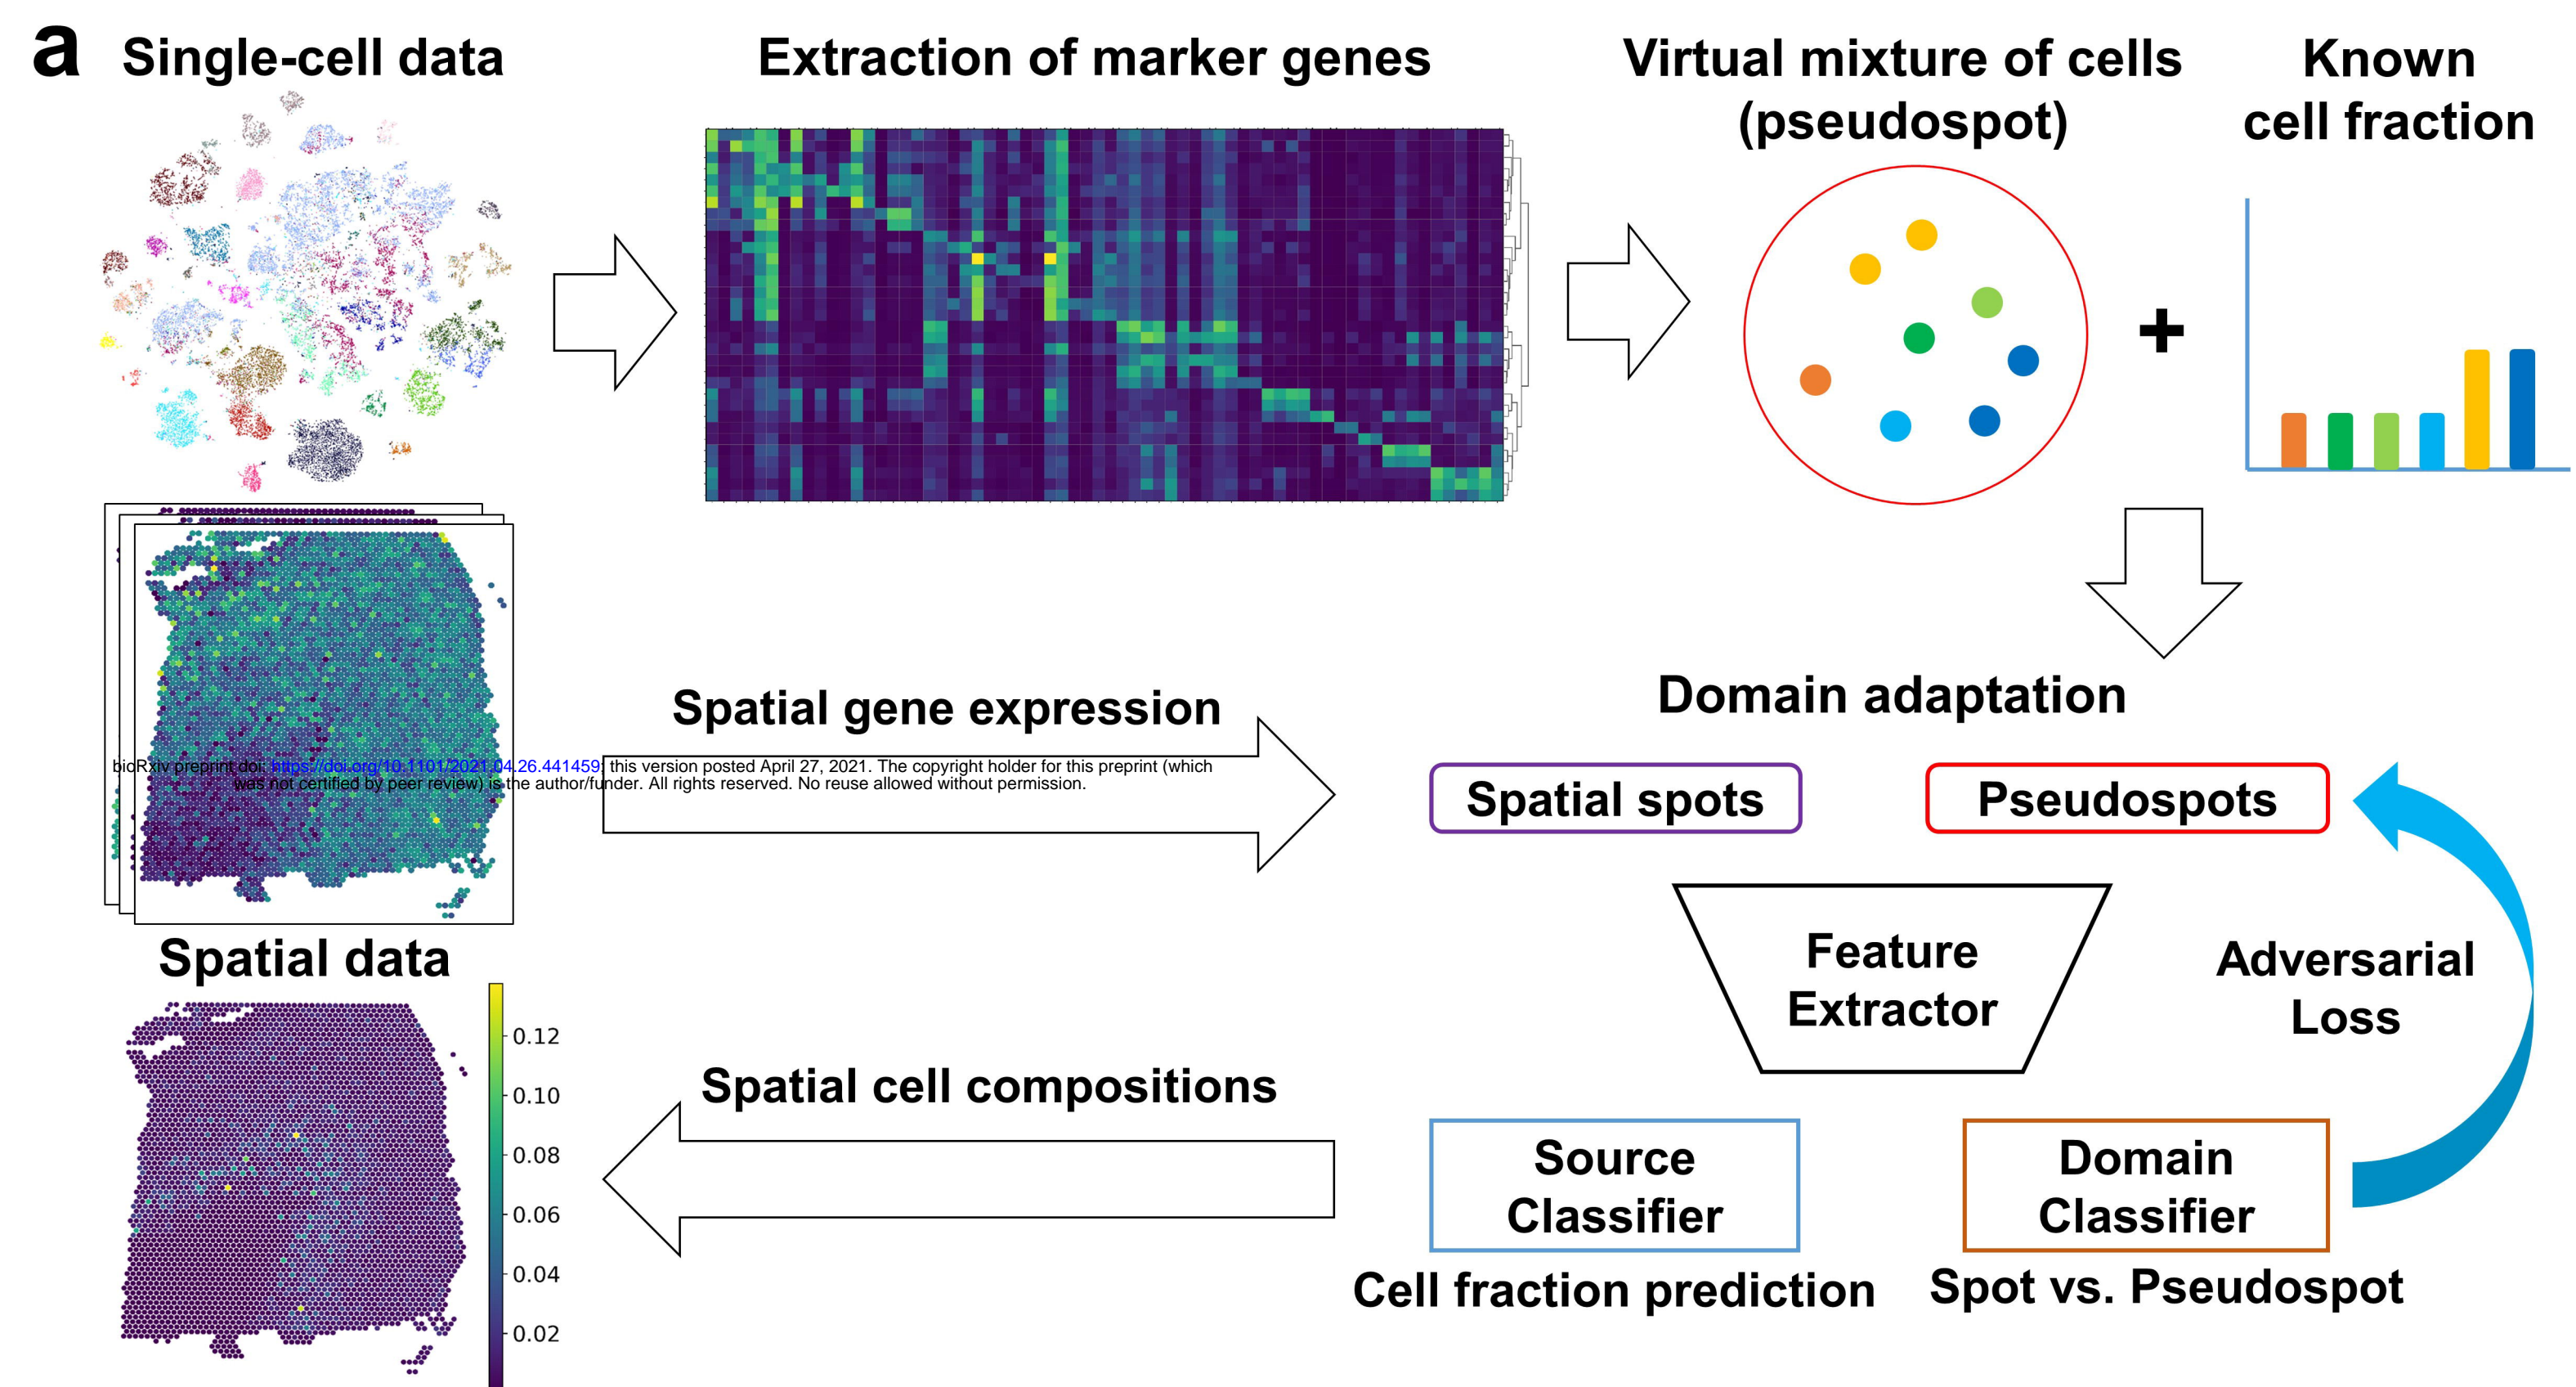 a
Single-cell data
Extraction of marker genes
Virtual mixture of cells
(pseudospot)
Known
cell fraction
+
Spatial gene expression
Domain adaptation
bioRxiv preprint doi: https://doi.org/10.1101/2021.04.26.441459; this version posted April 27, 2021. The copyright holder for this preprint (which
was not certified by peer review) is the author/funder. All rights reserved. No reuse allowed without permission.
Spatial spots
Pseudospots
Feature
Extractor
Adversarial
Loss
Spatial data
0.12
0.10
0.08
0.06
0.04
0.02
Spatial cell compositions
Source
Classifier
Domain
Classifier
Cell fraction prediction
Spot vs. Pseudospot